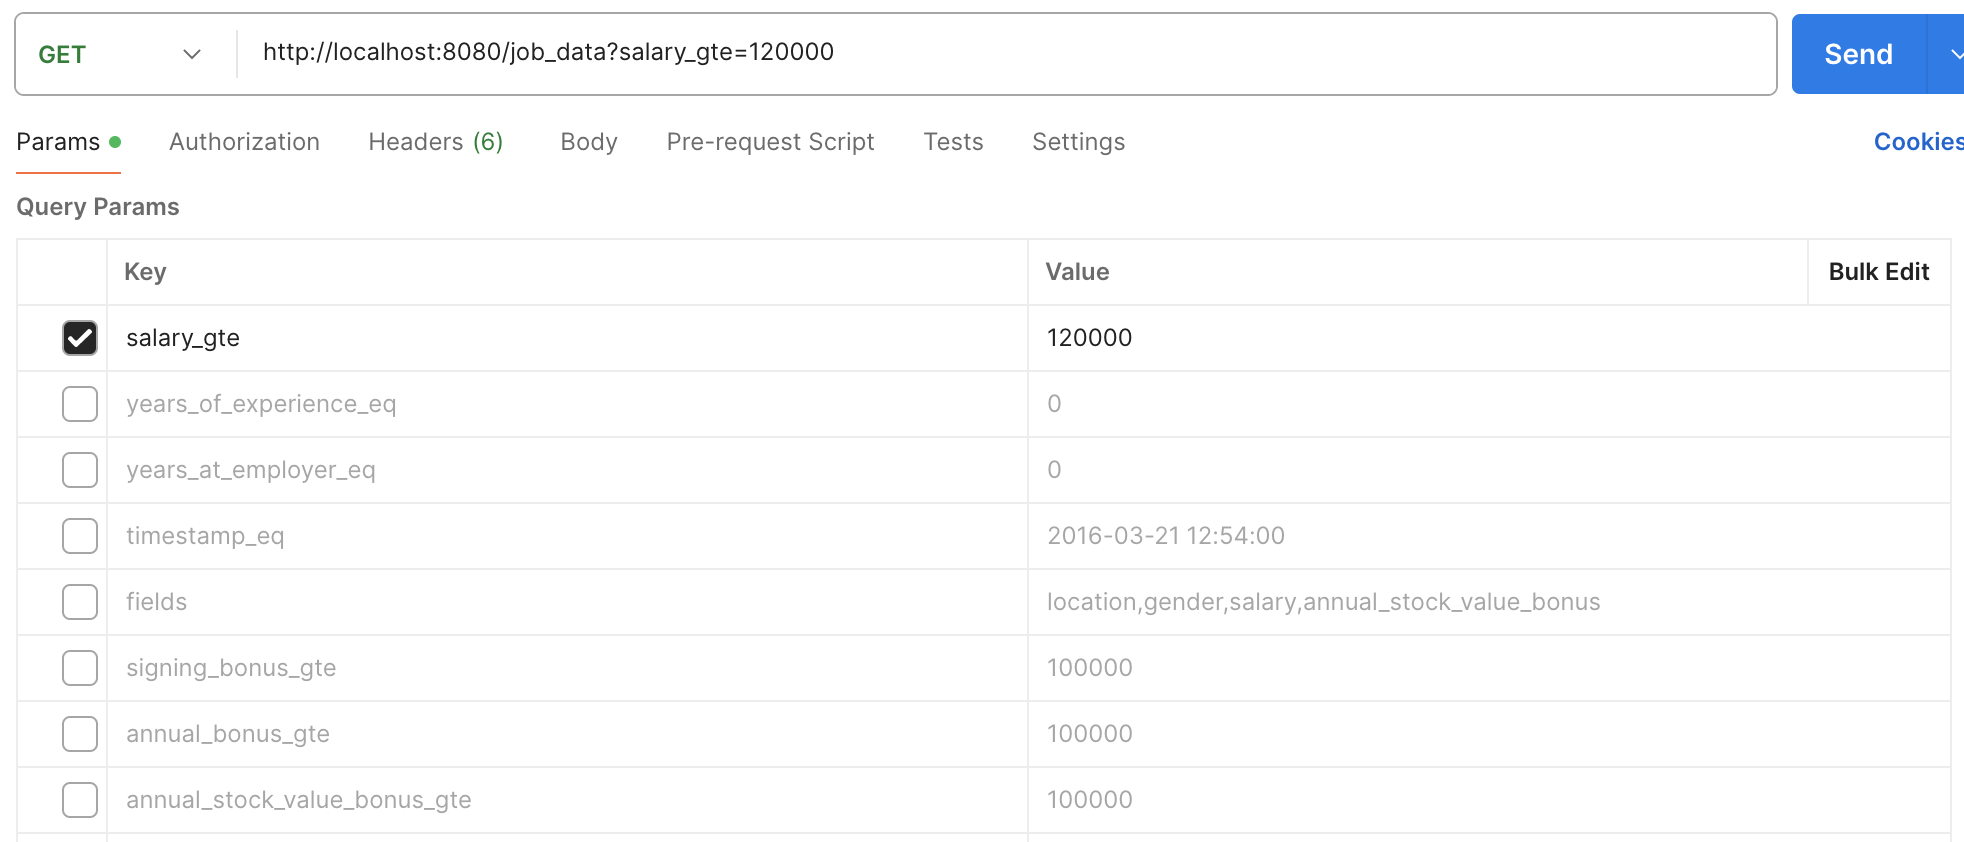 GET http://localhost:8080/job_data?salary_gte=120000 Send
Params Authorization Headers (6) Body Pre-request Script Tests Settings Cookies
Query Params
Key Value Bulk Edit
salary_gte 120000
years_of_experience_eq 0
years_at_employer_eq 0
timestamp_eq 2016-03-21 12:54:00
fields location,gender,salary,annual_stock_value_bonus
signing_bonus_gte 100000
annual_bonus_gte 100000
annual_stock_value_bonus_gte 100000